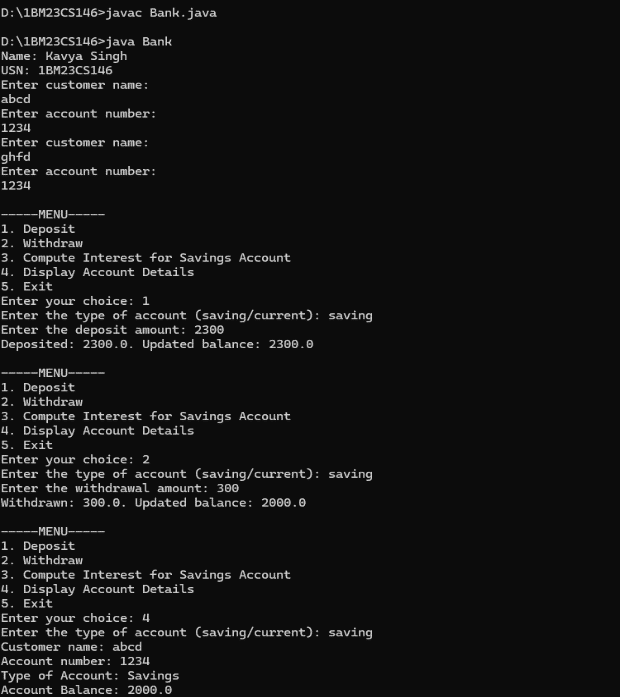 D:\1BM23CS146>javac Bank.java
D:\1BM23CS146>java Bank
Name: Kavya Singh
USN: 1BM23CS146
Enter customer name:
abcd
Enter account number:
1234
Enter customer name:
ghfd
Enter account number:
1234
-----MENU-----
1. Deposit
2. Withdraw
3. Compute Interest for Savings Account
4. Display Account Details
5. Exit
Enter your choice: 1
Enter the type of account (saving/current): saving
Enter the deposit amount: 2300
Deposited: 2300.0. Updated balance: 2300.0
-----MENU-----
1. Deposit
2. Withdraw
3. Compute Interest for Savings Account
4. Display Account Details
5. Exit
Enter your choice: 2
Enter the type of account (saving/current): saving
Enter the withdrawal amount: 300
Withdrawn: 300.0. Updated balance: 2000.0
-----MENU-----
1. Deposit
2. Withdraw
3. Compute Interest for Savings Account
4. Display Account Details
5. Exit
Enter your choice: 4
Enter the type of account (saving/current): saving
Customer name: abcd
Account number: 1234
Type of Account: Savings
Account Balance: 2000.0